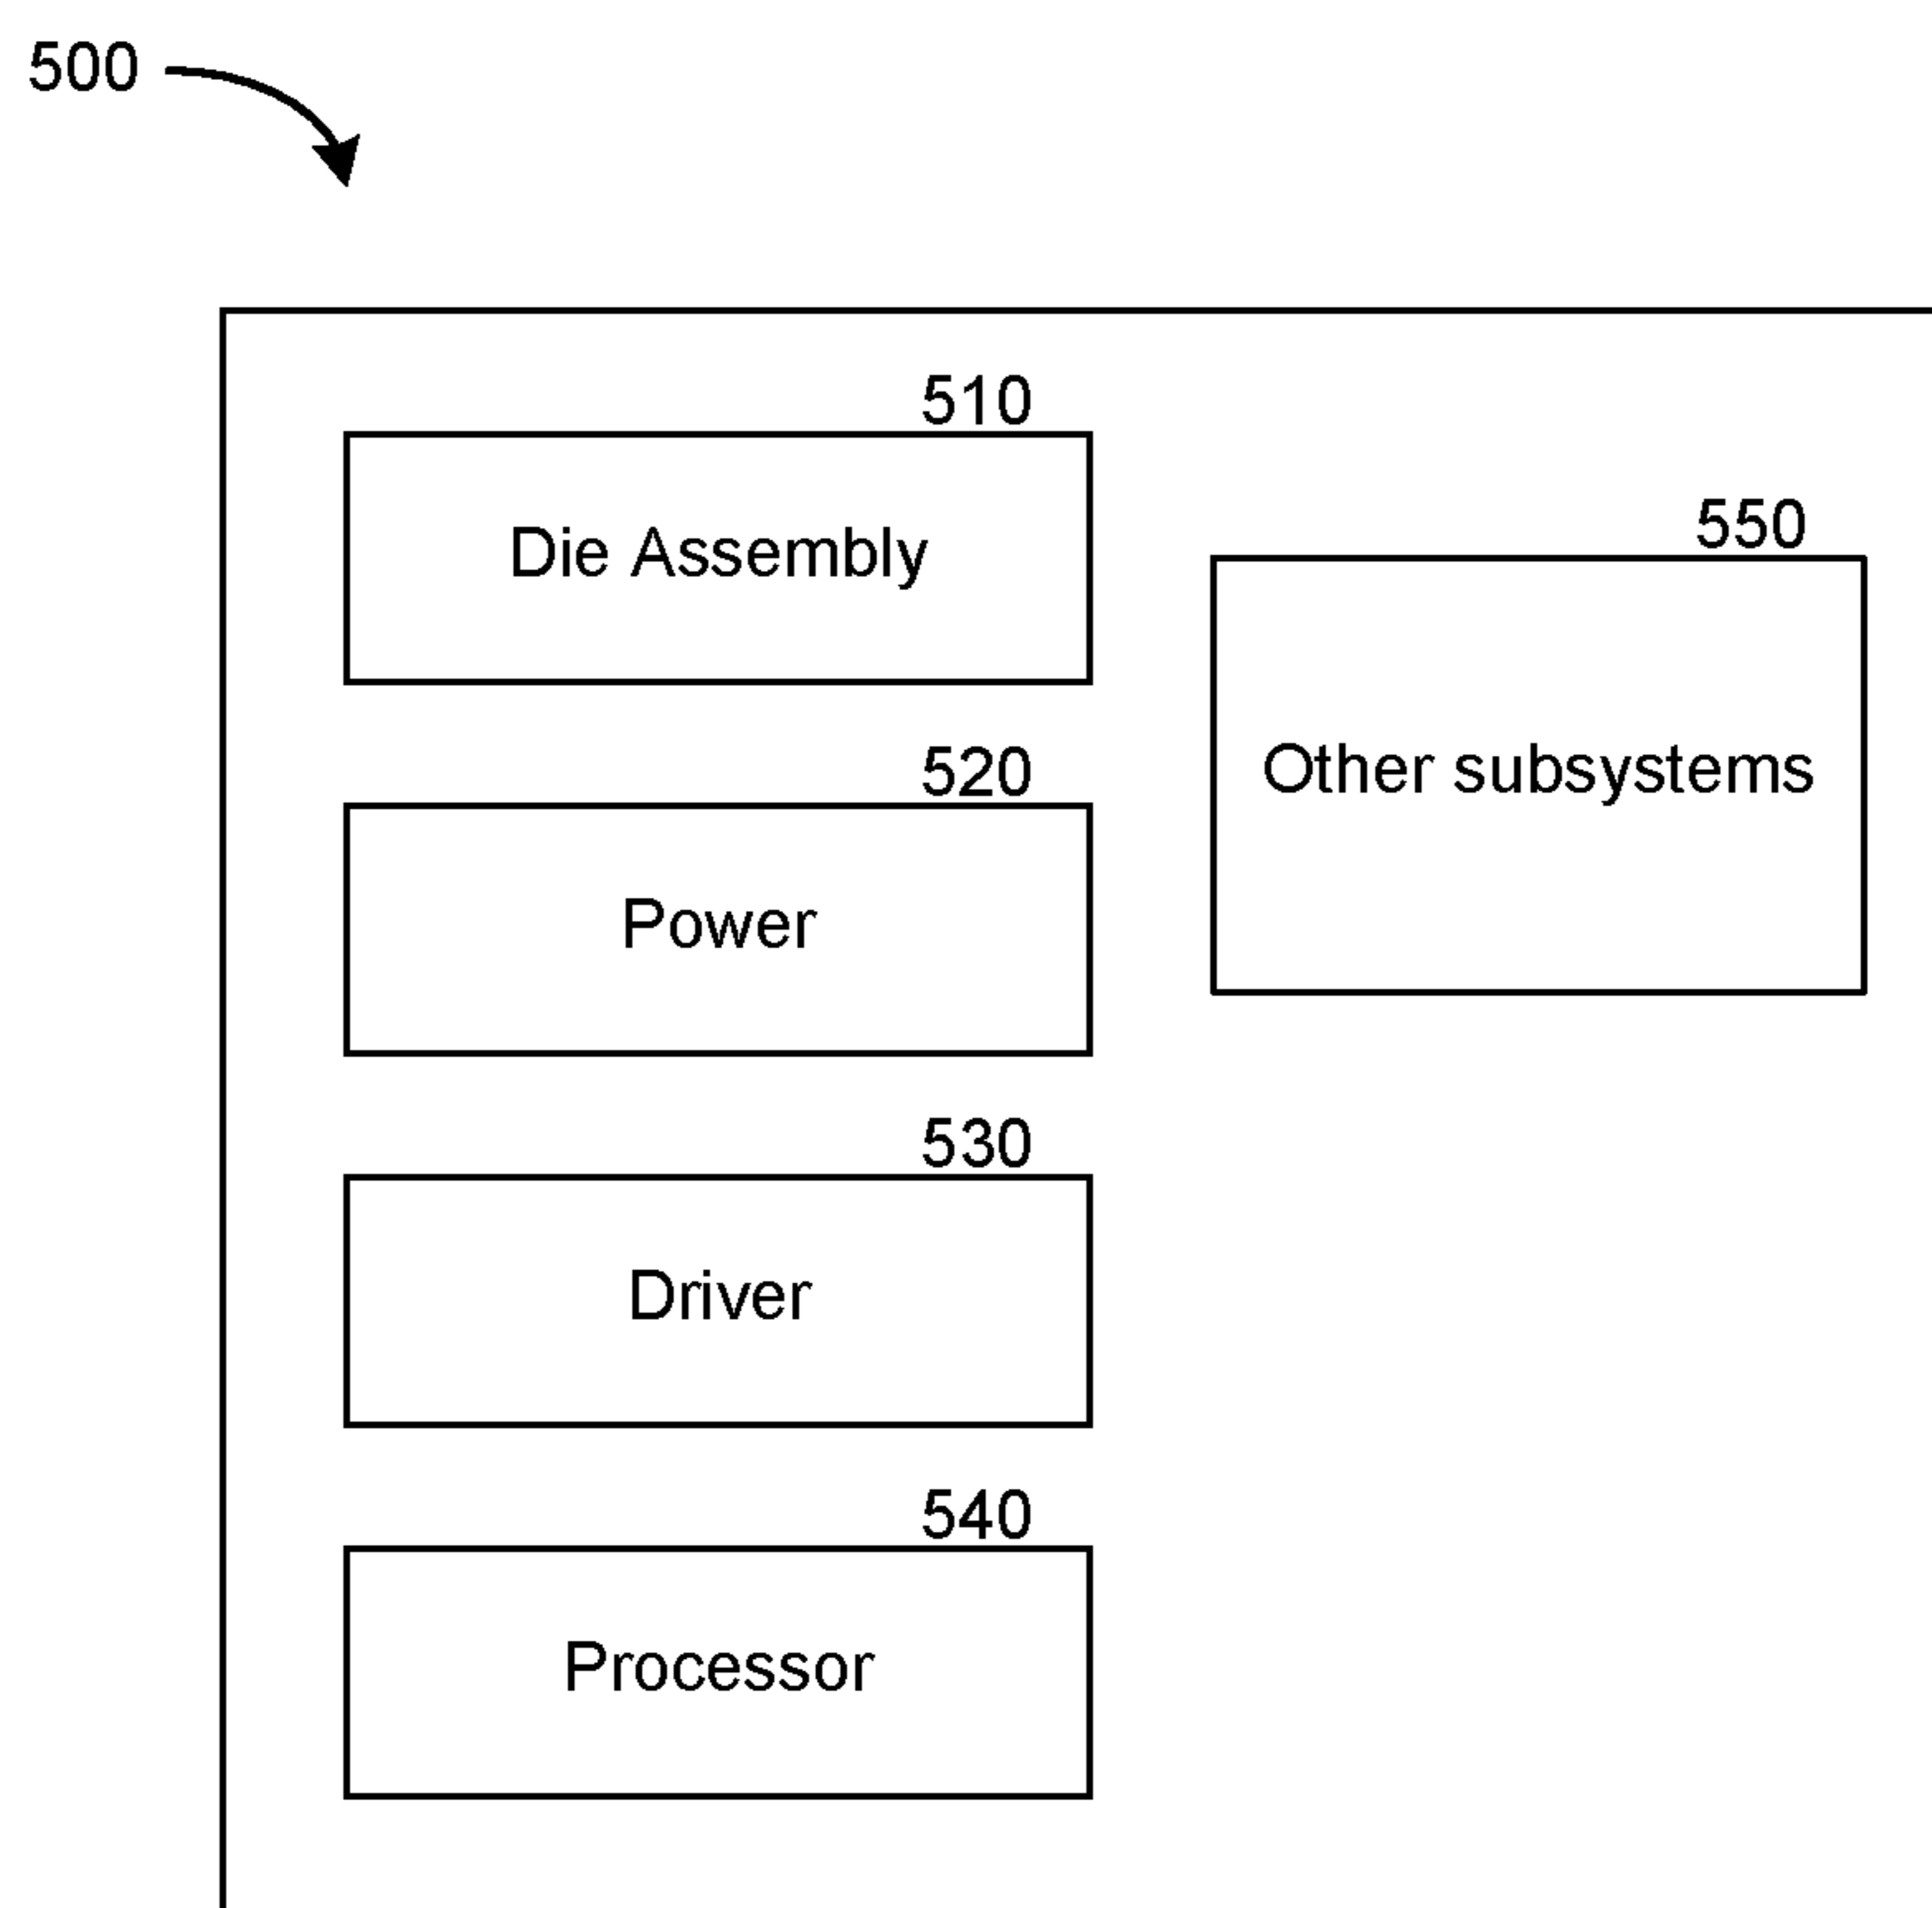 500
510
Die Assembly
550
Other subsystems
520
Power
530
Driver
540
Processor